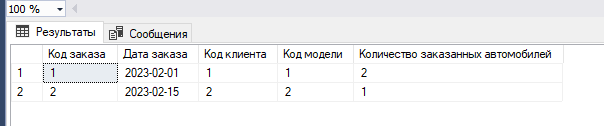 100 %
Результаты Сообщения
Код заказа Дата заказа Код клиента Код модели Количество заказанных автомобилей
1 1 2023-02-01 1 1 2
2 2 2023-02-15 2 2 1